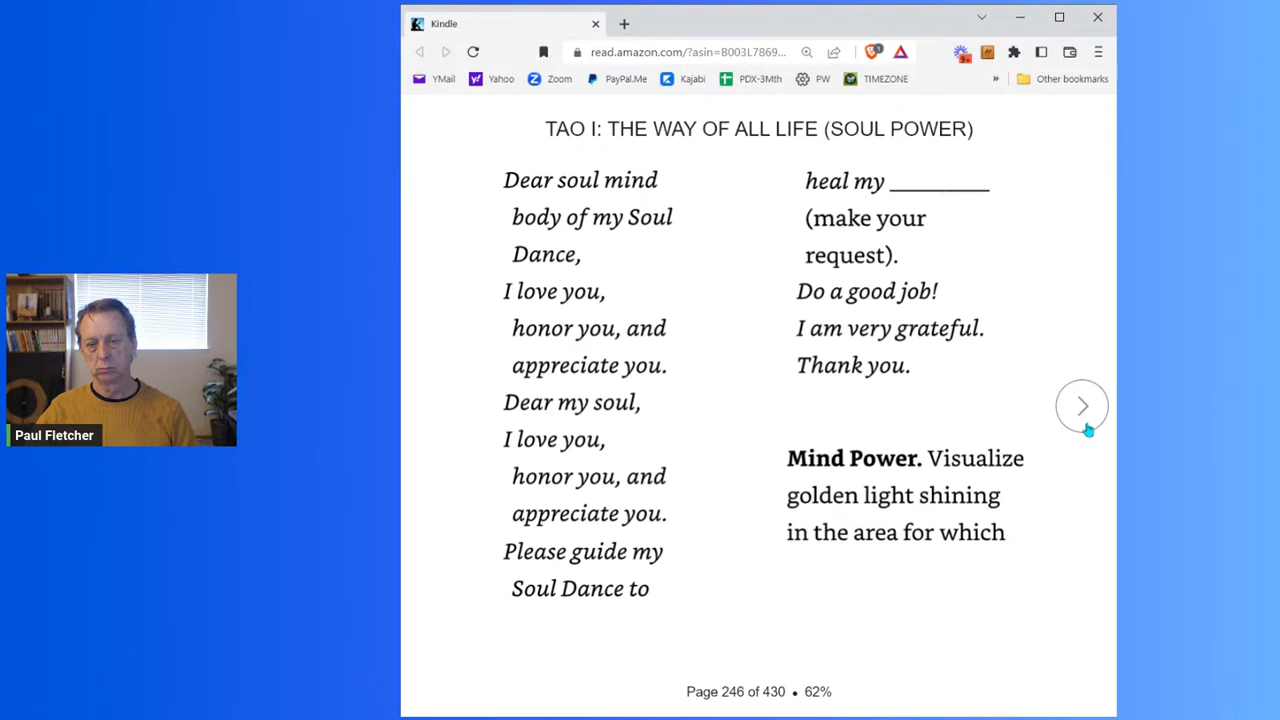 Kindle
read.amazon.com/?asin=B003L7869...
1
9+
YMail
Yahoo
Zoom
PayPal.Me
Kajabi
PDX-3Mth
PW
TIMEZONE
»
Other bookmarks
TAO I: THE WAY OF ALL LIFE (SOUL POWER)
Dear soul mind
body of my Soul
Dance,
I love you,
honor you, and
appreciate you.
Dear my soul,
I love you,
honor you, and
appreciate you.
Please guide my
Soul Dance to
heal my _________
(make your
request).
Do a good job!
I am very grateful.
Thank you.
Mind Power. Visualize
golden light shining
in the area for which
Page 246 of 430 • 62%
Paul Fletcher